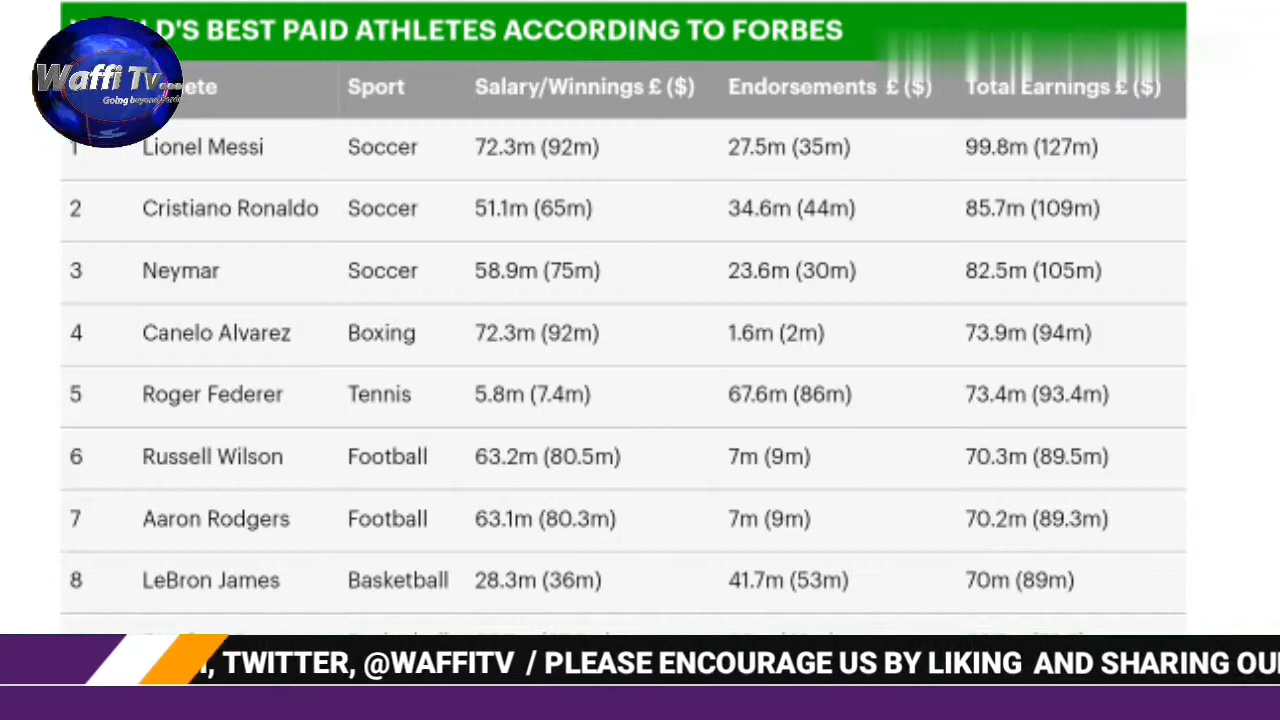 D'S BEST PAID ATHLETES ACCORDING TO FORBES
Waffi Tv...
Going beyond
Sport Salary/Winnings £ ($) Endorsements £ ($) Total Earnings £ ($)
1 Lionel Messi Soccer 72.3m (92m) 27.5m (35m) 99.8m (127m)
2 Cristiano Ronaldo Soccer 51.1m (65m) 34.6m (44m) 85.7m (109m)
3 Neymar Soccer 58.9m (75m) 23.6m (30m) 82.5m (105m)
4 Canelo Alvarez Boxing 72.3m (92m) 1.6m (2m) 73.9m (94m)
5 Roger Federer Tennis 5.8m (7.4m) 67.6m (86m) 73.4m (93.4m)
6 Russell Wilson Football 63.2m (80.5m) 7m (9m) 70.3m (89.5m)
7 Aaron Rodgers Football 63.1m (80.3m) 7m (9m) 70.2m (89.3m)
8 LeBron James Basketball 28.3m (36m) 41.7m (53m) 70m (89m)
, TWITTER, @WAFFITV / PLEASE ENCOURAGE US BY LIKING AND SHARING